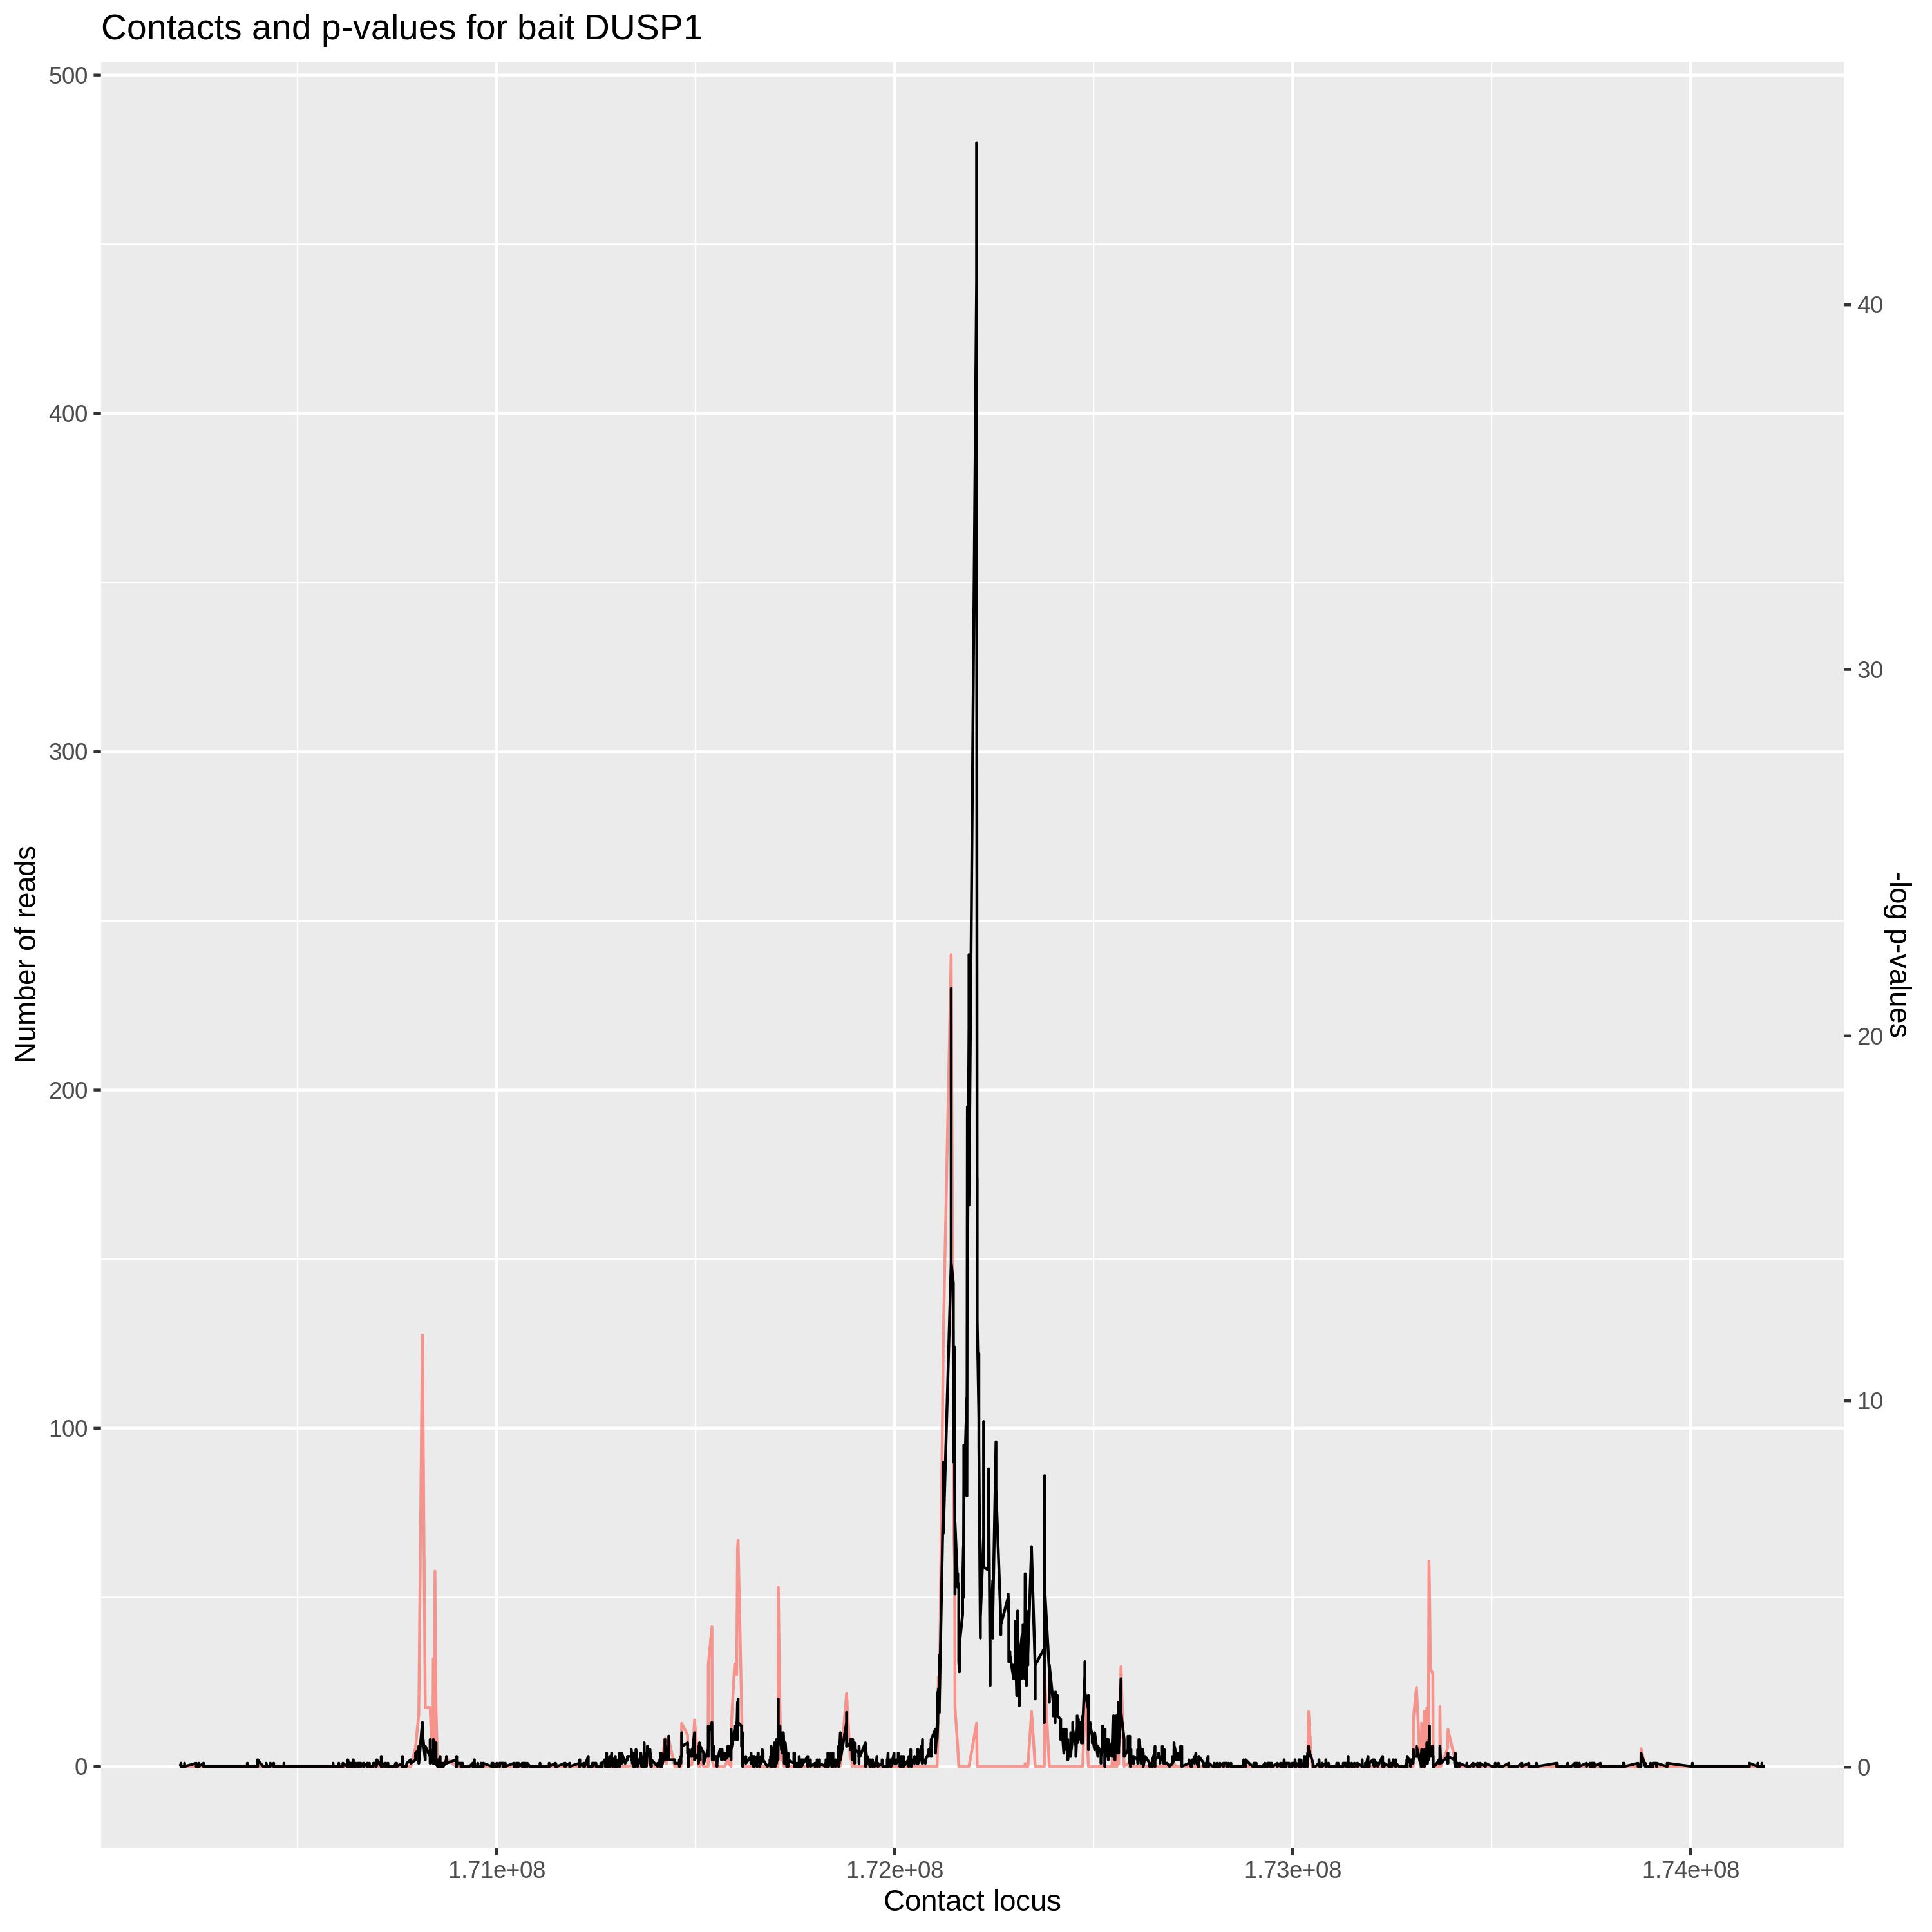 Contacts and p-values for bait DUSP1
500
400
300
200
100
0
Number of reads
40
30
20
10
0
-log p-values
1.71e+08
1.72e+08
1.73e+08
1.74e+08
Contact locus